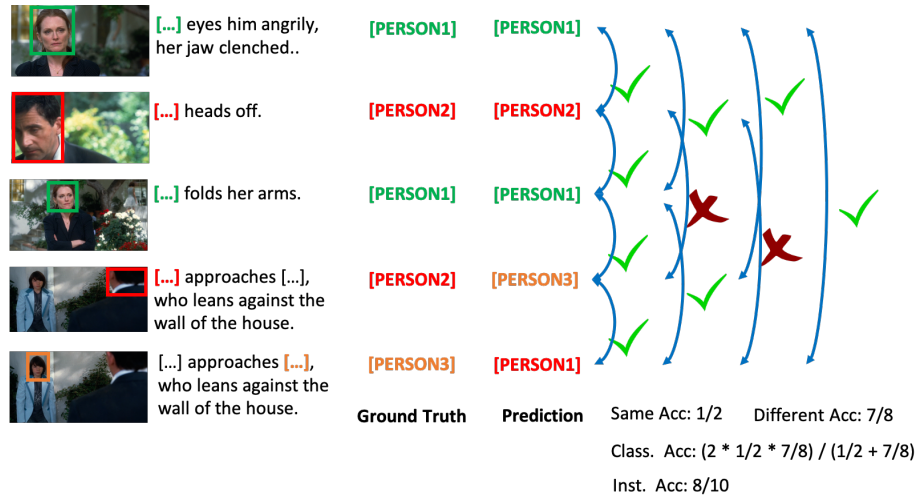 [...] eyes him angrily,
her jaw clenched..
[PERSON1] [PERSON1]
[...] heads off.
[PERSON2] [PERSON2]
[...] folds her arms.
[PERSON1] [PERSON1]
[...] approaches [...],
who leans against the
wall of the house.
[PERSON2] [PERSON3]
[...] approaches [...],
who leans against the
wall of the house.
[PERSON3] [PERSON1]
Ground Truth Prediction
Same Acc: 1/2 Different Acc: 7/8
Class. Acc: (2 * 1/2 * 7/8) / (1/2 + 7/8)
Inst. Acc: 8/10